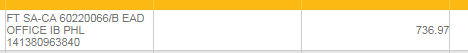 FT SA-CA 60220066/B EAD
OFFICE IB PHL
736.97
141380963840